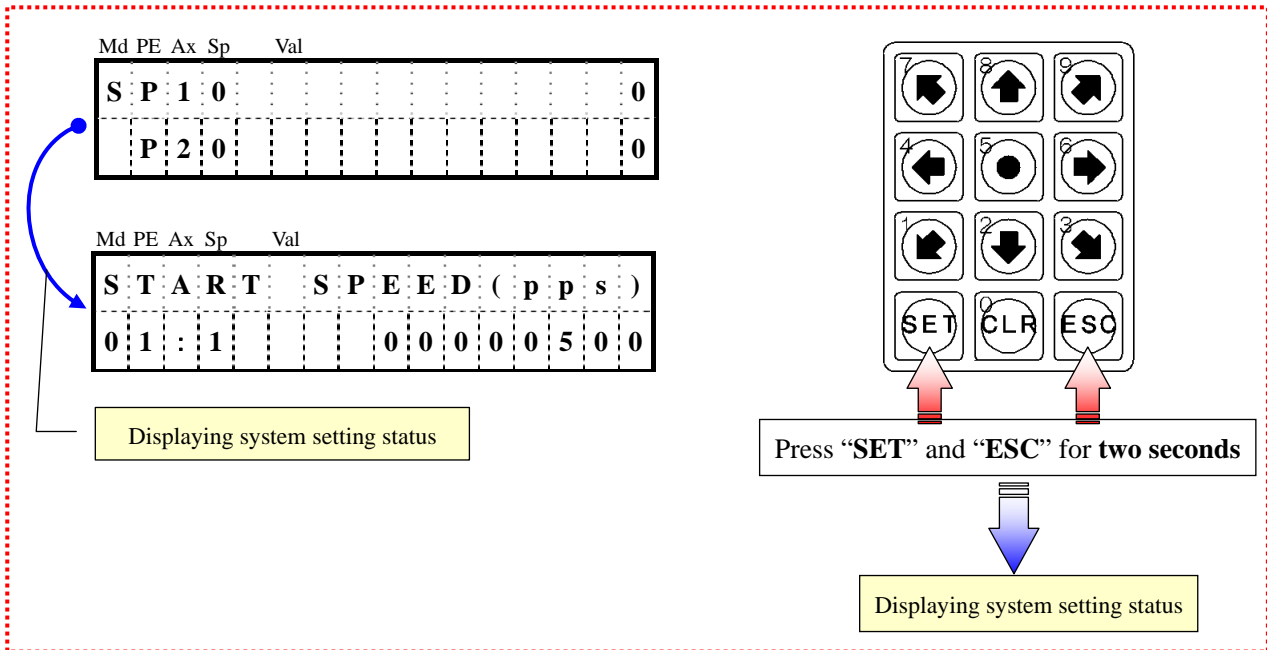 Md PE Ax Sp Val
S P 1 0 0
P 2 0 0
Md PE Ax Sp Val
S T A R T S P E E D ( p p s )
0 1 : 1 0 0 0 0 0 5 0 0
Displaying system setting status
7 8 9
4 5 6
1 2 3
0
SET CLR ESC
Press “SET” and “ESC” for two seconds
Displaying system setting status